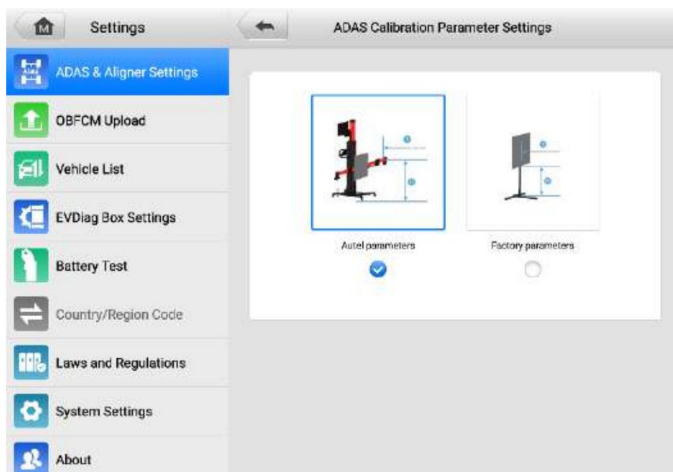 Settings
ADAS Calibration Parameter Settings
ADAS & Aligner Settings
OBFCM Upload
Vehicle List
EVDiag Box Settings
Battery Test
Country/Region Code
Laws and Regulations
System Settings
About
Autel parameters
Factory parameters